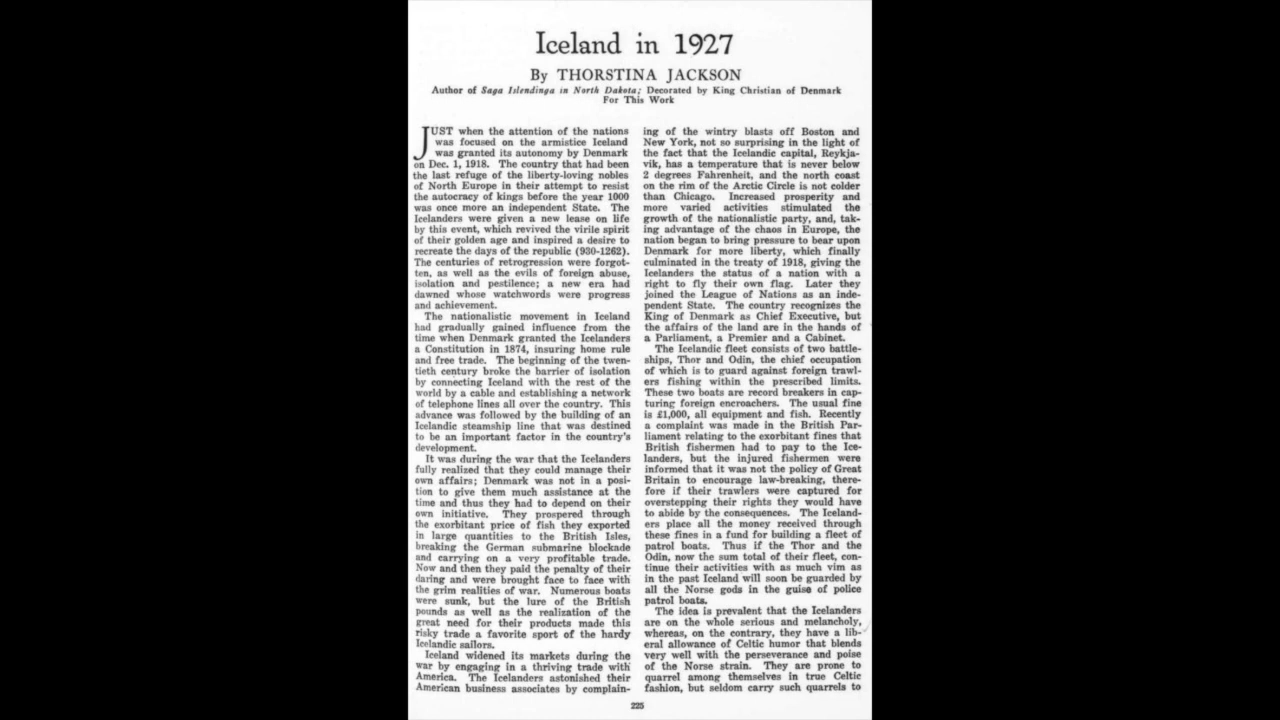 Iceland in 1927
By THORSTINA JACKSON
Author of Saga Islendinga in North Dakota; Decorated by King Christian of Denmark
For This Work
JUST when the attention of the nations
was focused on the armistice Iceland
was granted its autonomy by Denmark
on Dec. 1, 1918. The country that had been
the last refuge of the liberty-loving nobles
of North Europe in their attempt to resist
the autocracy of kings before the year 1000
was once more an independent State. The
Icelanders were given a new lease on life
by this event, which revived the virile spirit
of their golden age and inspired a desire to
recreate the days of the republic (930-1262).
The centuries of retrogression were forgot-
ten, as well as the evils of foreign abuse,
isolation and pestilence; a new era had
dawned whose watchwords were progress
and achievement.
The nationalistic movement in Iceland
had gradually gained influence from the
time when Denmark granted the Icelanders
a Constitution in 1874, insuring home rule
and free trade. The beginning of the twen-
tieth century broke the barrier of isolation
by connecting Iceland with the rest of the
world by a cable and establishing a network
of telephone lines all over the country. This
advance was followed by the building of an
Icelandic steamship line that was destined
to be an important factor in the country's
development.
It was during the war that the Icelanders
fully realized that they could manage their
own affairs; Denmark was not in a posi-
tion to give them much assistance at the
time and thus they had to depend on their
own initiative. They prospered through
the exorbitant price of fish they exported
in large quantities to the British Isles,
breaking the German submarine blockade
and carrying on a very profitable trade.
Now and then they paid the penalty of their
daring and were brought face to face with
the grim realities of war. Numerous boats
were sunk, but the lure of the British
pounds as well as the realization of the
great need for their products made this
risky trade a favorite sport of the hardy
Icelandic sailors.
Iceland widened its markets during the
war by engaging in a thriving trade with
America. The Icelanders astonished their
American business associates by complain-
ing of the wintry blasts off Boston and
New York, not so surprising in the light of
the fact that the Icelandic capital, Reykja-
vik, has a temperature that is never below
2 degrees Fahrenheit, and the north coast
on the rim of the Arctic Circle is not colder
than Chicago. Increased prosperity and
more varied activities stimulated the
growth of the nationalistic party, and, tak-
ing advantage of the chaos in Europe, the
nation began to bring pressure to bear upon
Denmark for more liberty, which finally
culminated in the treaty of 1918, giving the
Icelanders the status of a nation with a
right to fly their own flag. Later they
joined the League of Nations as an inde-
pendent State. The country recognizes the
King of Denmark as Chief Executive, but
the affairs of the land are in the hands of
a Parliament, a Premier and a Cabinet.
The Icelandic fleet consists of two battle-
ships, Thor and Odin, the chief occupation
of which is to guard against foreign trawl-
ers fishing within the prescribed limits.
These two boats are record breakers in cap-
turing foreign encroachers. The usual fine
is £1,000, all equipment and fish. Recently
a complaint was made in the British Par-
liament relating to the exorbitant fines that
British fishermen had to pay to the Ice-
landers, but the injured fishermen were
informed that it was not the policy of Great
Britain to encourage law-breaking, there-
fore if their trawlers were captured for
overstepping their rights they would have
to abide by the consequences. The Iceland-
ers place all the money received through
these fines in a fund for building a fleet of
patrol boats. Thus if the Thor and the
Odin, now the sum total of their fleet, con-
tinue their activities with as much vim as
in the past Iceland will soon be guarded by
all the Norse gods in the guise of police
patrol boats.
The idea is prevalent that the Icelanders
are on the whole serious and melancholy,
whereas, on the contrary, they have a lib-
eral allowance of Celtic humor that blends
very well with the perseverance and poise
of the Norse strain. They are prone to
quarrel among themselves in true Celtic
fashion, but seldom carry such quarrels to
225